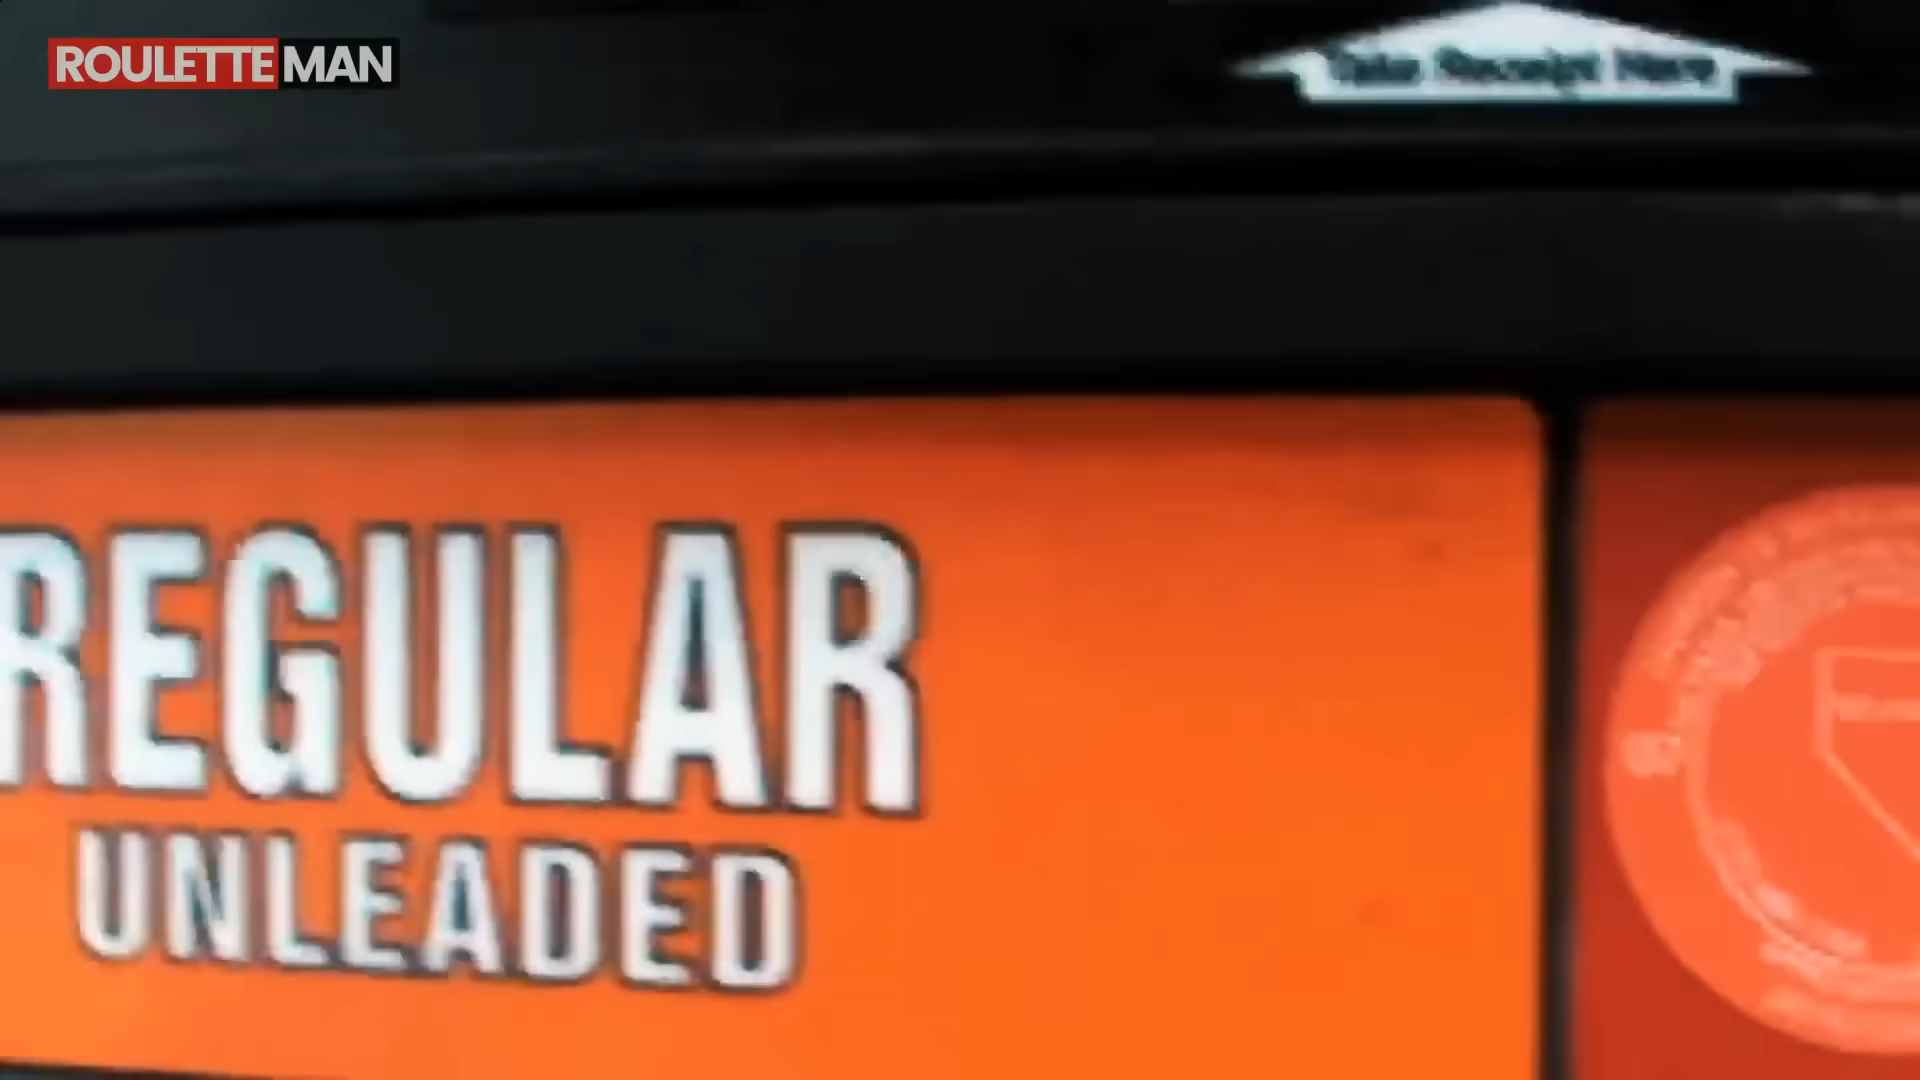 ROULETTEMAN
Take Receipt Here
REGULAR
UNLEADED